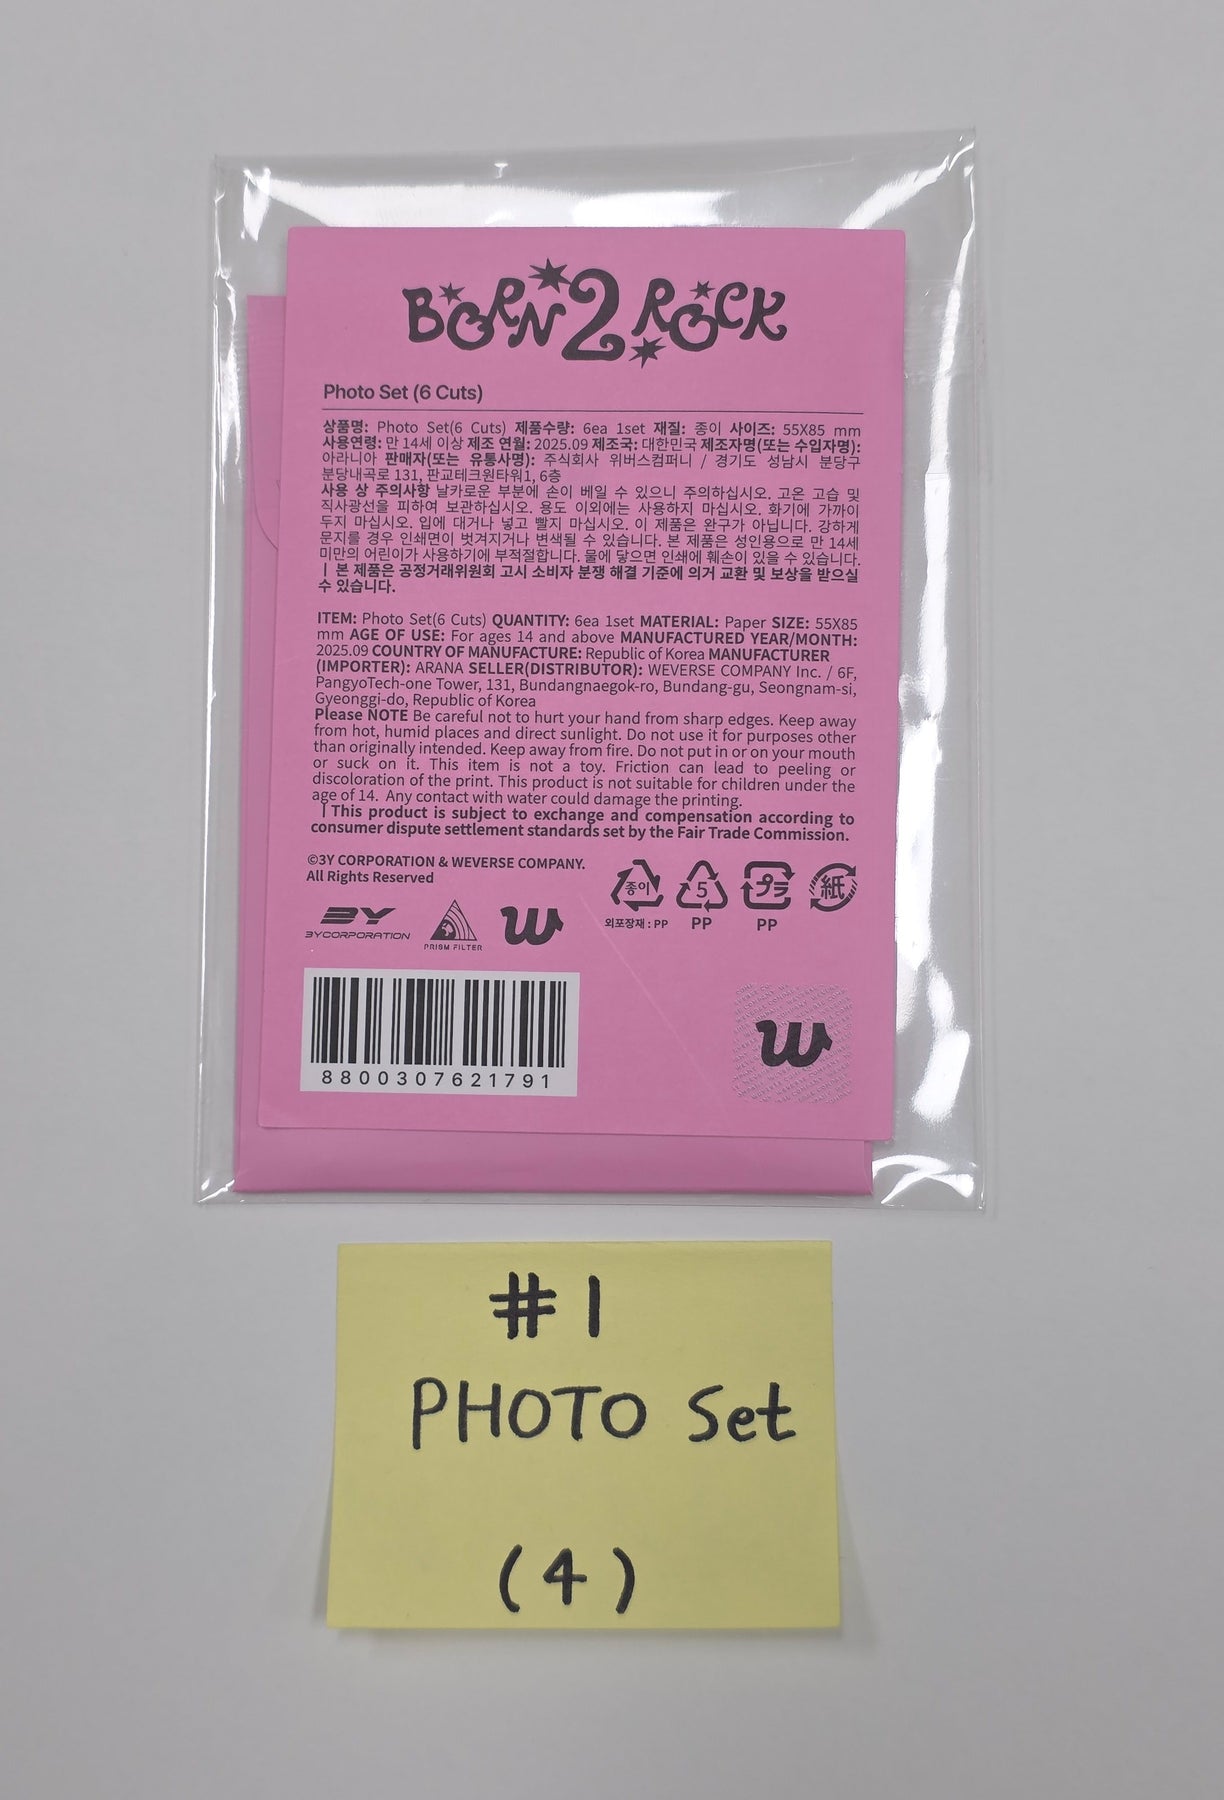 BORN 2 ROCK
Photo Set (6 Cuts)
상품명: Photo Set(6 Cuts) 제품수량: 6ea 1set 재질: 종이 사이즈: 55X85 mm
사용연령: 만 14세 이상 제조 연월: 2025.09 제조국: 대한민국 제조자명(또는 수입자명):
아라니아 판매자(또는 유통사명): 주식회사 위버스컴퍼니 / 경기도 성남시 분당구
분당내곡로 131, 판교테크원타워1, 6층
사용 상 주의사항 날카로운 부분에 손이 베일 수 있으니 주의하십시오. 고온 고습 및
직사광선을 피하여 보관하십시오. 용도 이외에는 사용하지 마십시오. 화기에 가까이
두지 마십시오. 입에 대거나 넣고 빨지 마십시오. 이 제품은 완구가 아닙니다. 강하게
문지를 경우 인쇄면이 벗겨지거나 변색될 수 있습니다. 본 제품은 성인용으로 만 14세
미만의 어린이가 사용하기에 부적절합니다. 물에 닿으면 인쇄에 훼손이 있을 수 있습니다.
| 본 제품은 공정거래위원회 고시 소비자 분쟁 해결 기준에 의거 교환 및 보상을 받으실
수 있습니다.
ITEM: Photo Set(6 Cuts) QUANTITY: 6ea 1set MATERIAL: Paper SIZE: 55X85
mm AGE OF USE: For ages 14 and above MANUFACTURED YEAR/MONTH:
2025.09 COUNTRY OF MANUFACTURE: Republic of Korea MANUFACTURER
(IMPORTER): ARANA SELLER(DISTRIBUTOR): WEVERSE COMPANY Inc. / 6F,
PangyoTech-one Tower, 131, Bundangnaegok-ro, Bundang-gu, Seongnam-si,
Gyeonggi-do, Republic of Korea
Please NOTE Be careful not to hurt your hand from sharp edges. Keep away
from hot, humid places and direct sunlight. Do not use it for purposes other
than originally intended. Keep away from fire. Do not put in or on your mouth
or suck on it. This item is not a toy. Friction can lead to peeling or
discoloration of the print. This product is not suitable for children under the
age of 14. Any contact with water could damage the printing.
| This product is subject to exchange and compensation according to
consumer dispute settlement standards set by the Fair Trade Commission.
©3Y CORPORATION & WEVERSE COMPANY.
All Rights Reserved
종이 5 プラ 紙
외포장재 : PP PP PP
3Y
3YCORPORATION PRISM FILTER w
8800307621791
w
#1
PHOTO Set
(4)